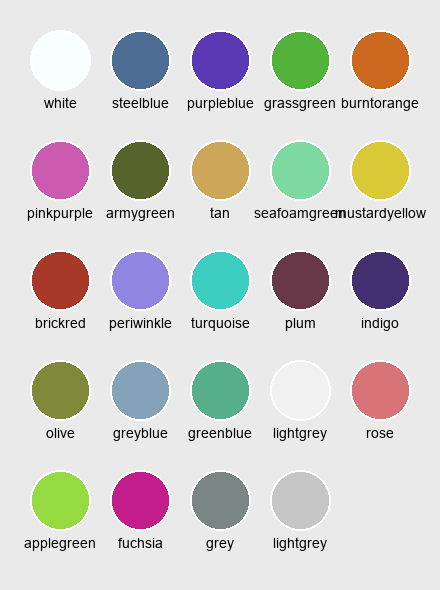 white steelblue purpleblue grassgreen burntorange
pinkpurple armygreen tan seafoamgreen mustardyellow
brickred periwinkle turquoise plum indigo
olive greyblue greenblue lightgrey rose
applegreen fuchsia grey lightgrey